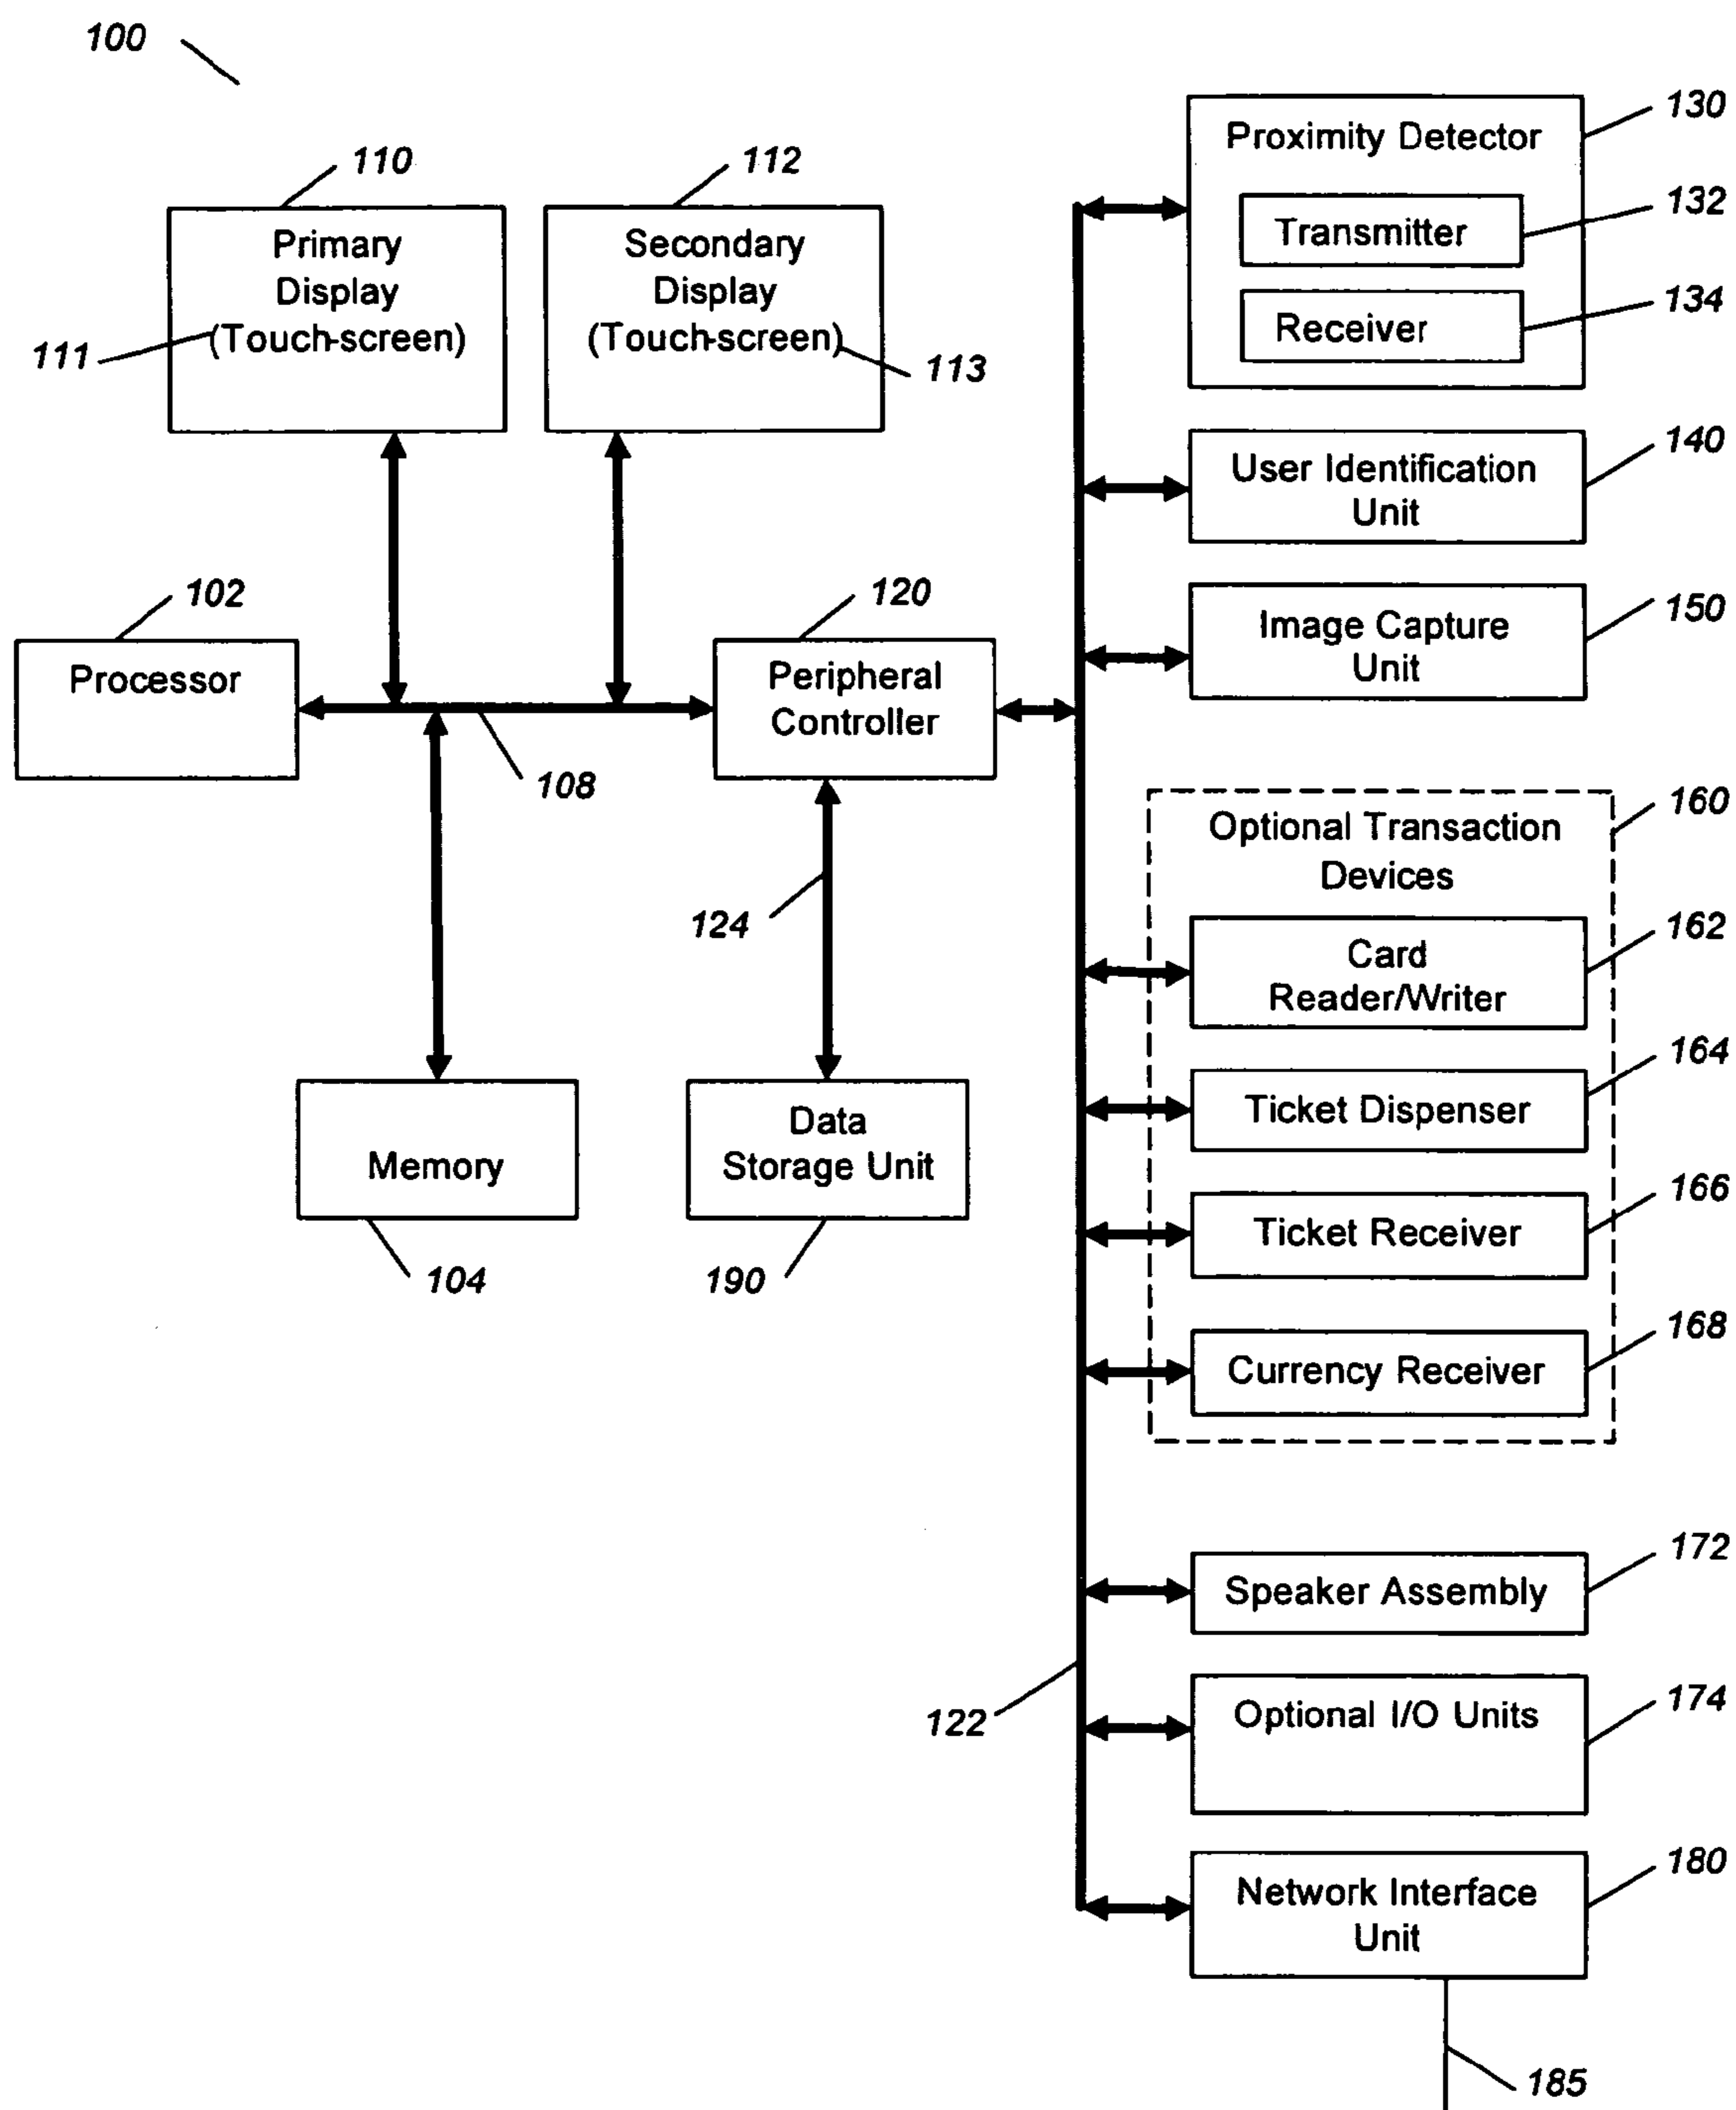 100
110
Primary
Display
(Touch-screen)
111
112
Secondary
Display
(Touch-screen)
113
102
Processor
108
120
Peripheral
Controller
124
Memory
104
Data
Storage Unit
190
122
130
Proximity Detector
132
Transmitter
134
Receiver
140
User Identification
Unit
150
Image Capture
Unit
160
Optional Transaction
Devices
162
Card
Reader/Writer
164
Ticket Dispenser
166
Ticket Receiver
168
Currency Receiver
172
Speaker Assembly
174
Optional I/O Units
180
Network Interface
Unit
185